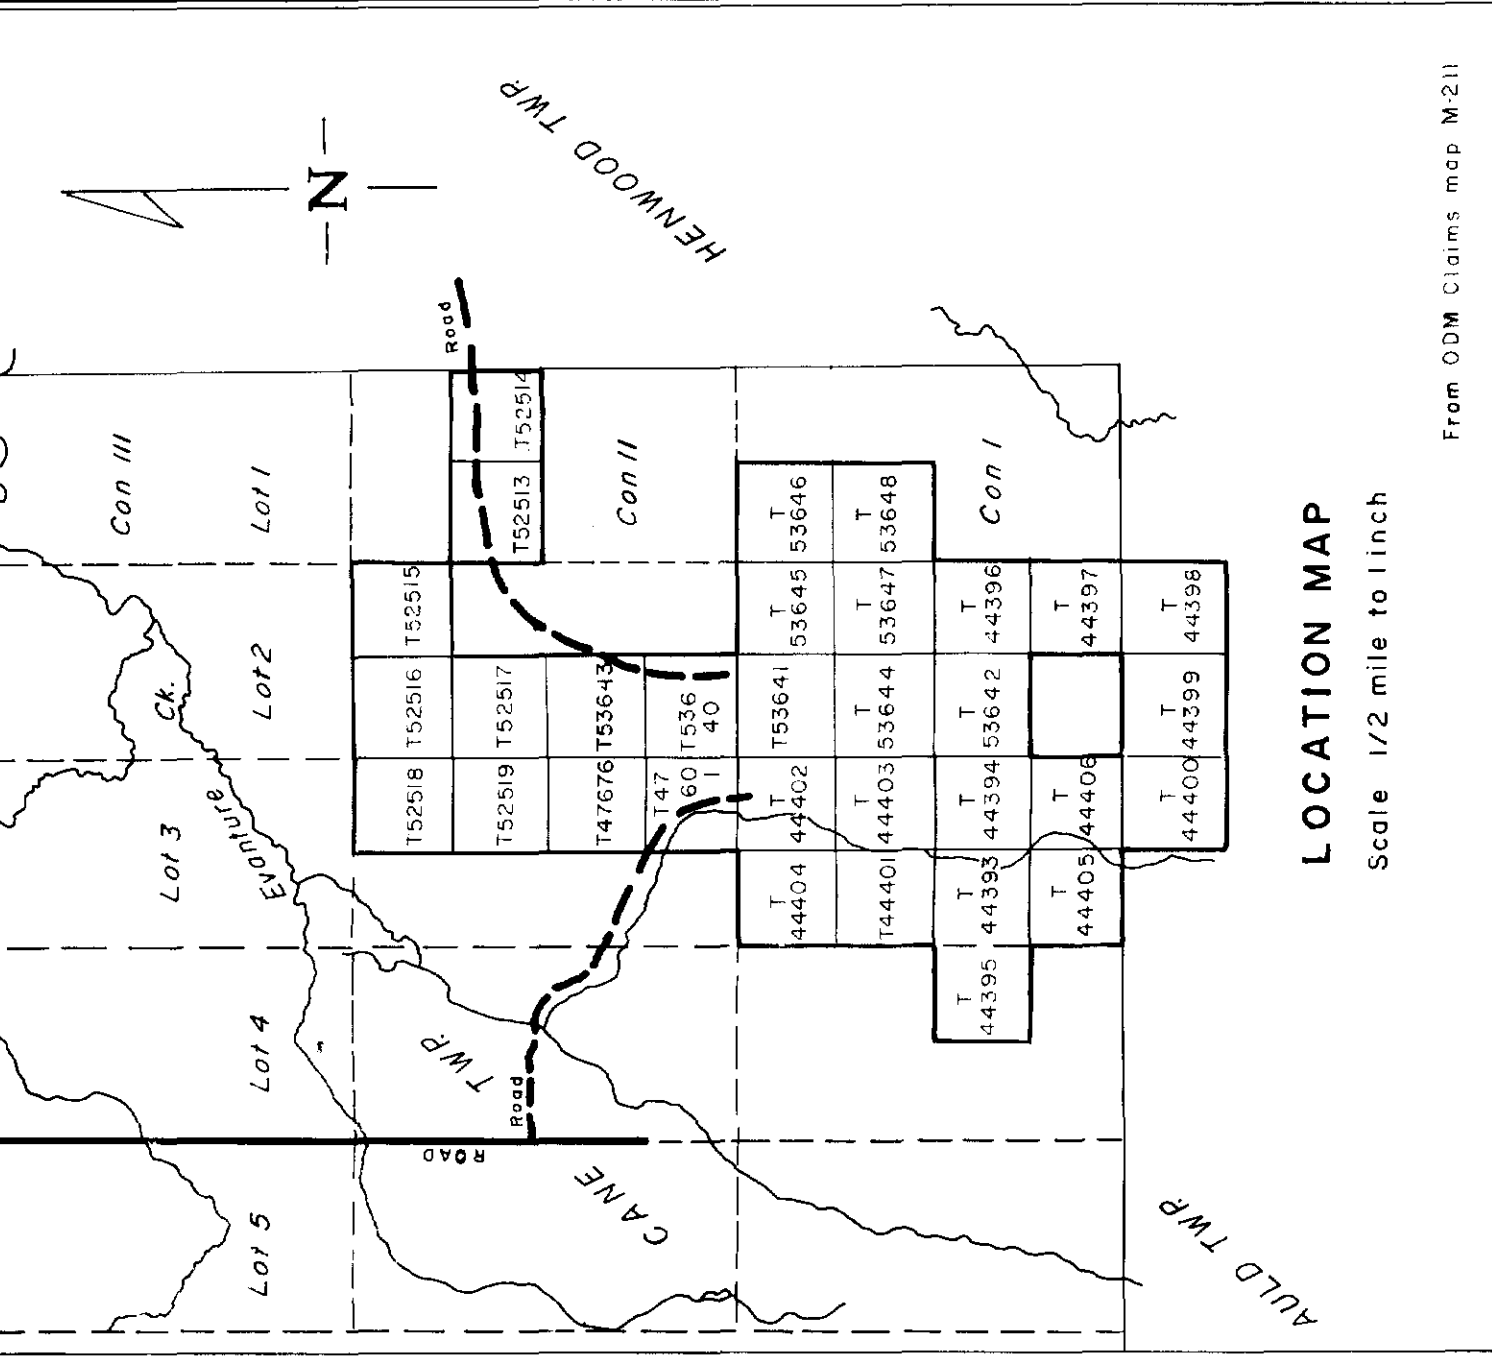 HENWOOD TWP.
N
Road
Con III
Lot 1
Lot 2
Lot 3
Lot 4
Lot 5
Evanture
Ck.
Con II
Con I
T52514
T52513
T52515
T52516
T52518
T52517
T52519
T53643
T47676
T536
40
T47
60
1
T
53646
T
53645
T53641
T
44402
T
44404
T
53648
T
53647
T
53644
T
44403
T44401
T
44396
T
53642
T
44394
T
44393
T
44395
T
44397
T
44406
T
44405
T
44398
T
44399
T
44400
Road
ROAD
CANE
TWP.
AULD TWP.
LOCATION MAP
Scale 1/2 mile to 1 inch
From ODM Claims map M-211